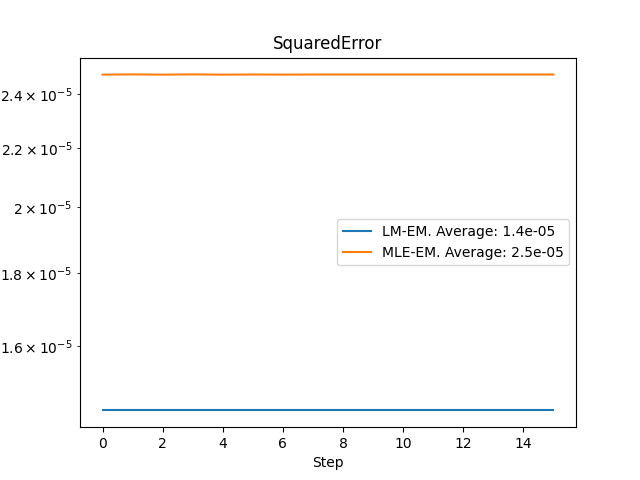 SquaredError
2.4 × 10⁻⁵
2.2 × 10⁻⁵
2 × 10⁻⁵
1.8 × 10⁻⁵
1.6 × 10⁻⁵
LM-EM. Average: 1.4e-05
MLE-EM. Average: 2.5e-05
0 2 4 6 8 10 12 14
Step